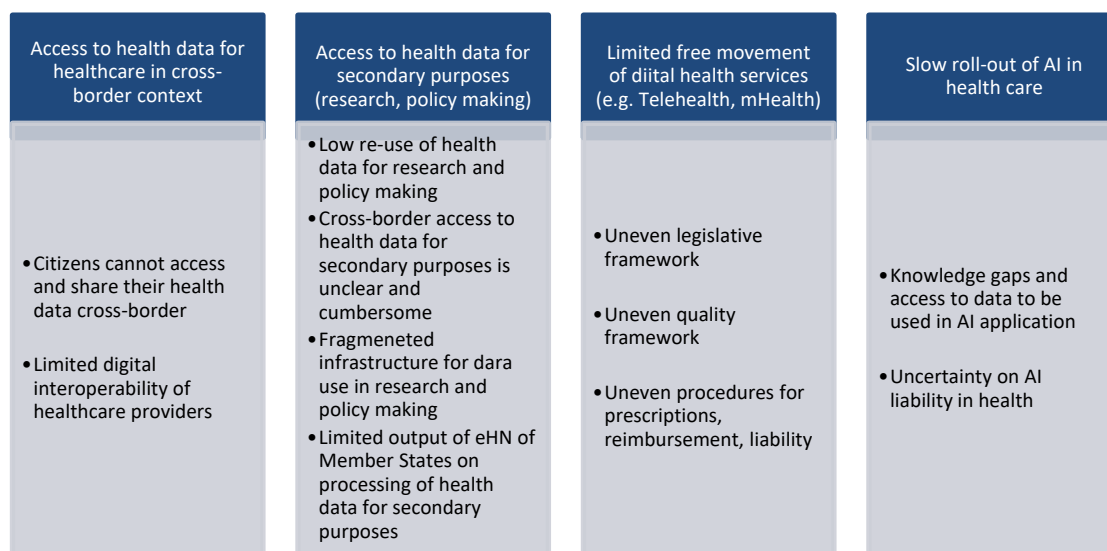 Access to health data for
healthcare in cross-
border context
•Citizens cannot access
and share their health
data cross-border
•Limited digital
interoperability of
healthcare providers
Access to health data for
secondary purposes
(research, policy making)
•Low re-use of health
data for research and
policy making
•Cross-border access to
health data for
secondary purposes is
unclear and
cumbersome
•Fragmeneted
infrastructure for dara
use in research and
policy making
•Limited output of eHN of
Member States on
processing of health
data for secondary
purposes
Limited free movement
of diital health services
(e.g. Telehealth, mHealth)
•Uneven legislative
framework
•Uneven quality
framework
•Uneven procedures for
prescriptions,
reimbursement, liability
Slow roll-out of AI in
health care
•Knowledge gaps and
access to data to be
used in AI application
•Uncertainty on AI
liability in health